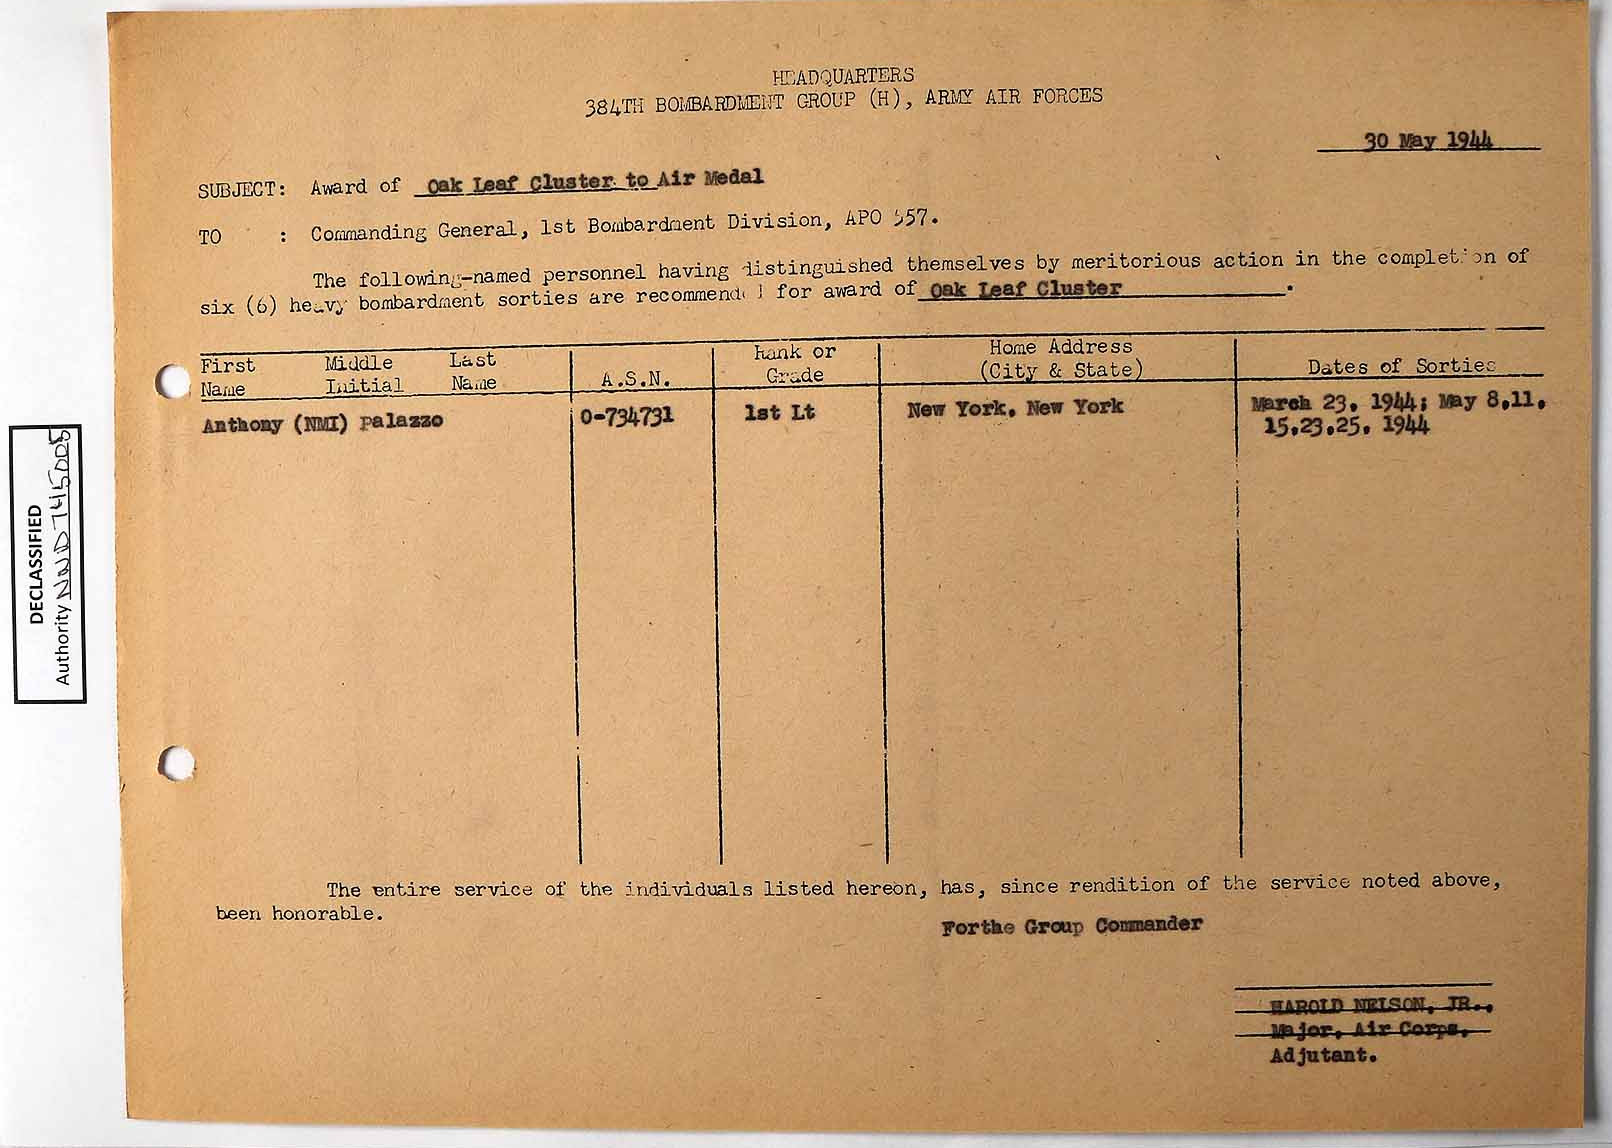 HEADQUARTERS
384TH BOMBARDMENT GROUP (H), ARMY AIR FORCES
30 May 1944
SUBJECT: Award of Oak Leaf Cluster to Air Medal
TO : Commanding General, 1st Bombardment Division, APO 557.
The following-named personnel having distinguished themselves by meritorious action in the completion of
six (6) heavy bombardment sorties are recommended for award of Oak Leaf Cluster .
First Middle Last
Name Initial Name
A.S.N.
Rank or
Grade
Home Address
(City & State)
Dates of Sorties
Anthony (NMI) Palazzo
O-734731
1st Lt
New York, New York
March 23, 1944; May 8,11,
15,23,25, 1944
The entire service of the individuals listed hereon, has, since rendition of the service noted above,
been honorable.
Forthe Group Commander
HAROLD NELSON, JR.,
Major, Air Corps,
Adjutant.
DECLASSIFIED
Authority NND 745005